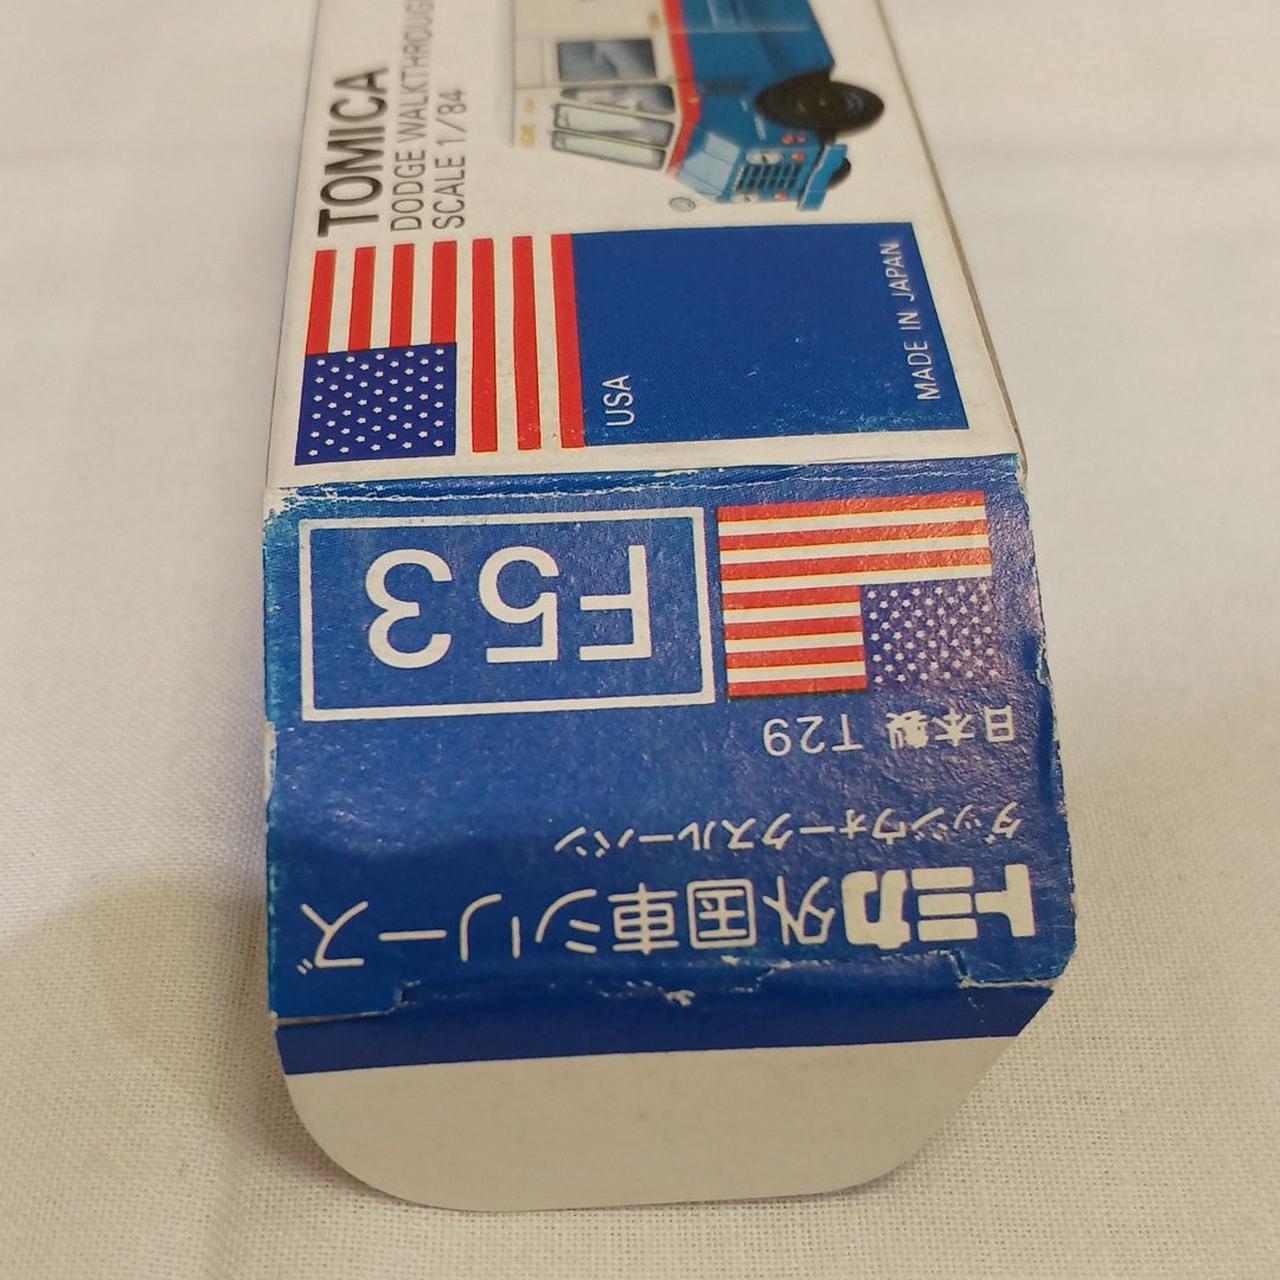 TOMICA
DODGE WALKTHROUGH
SCALE 1/84
USA
MADE IN JAPAN
トミカ外国車シリーズ
ダッジウォークスルーバン
日本製 T29
F53